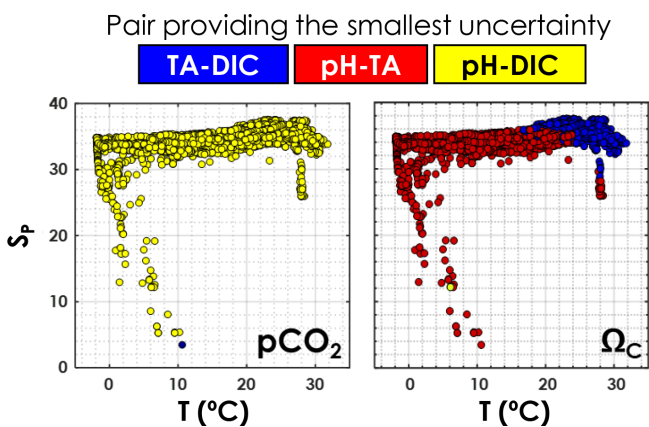 Pair providing the smallest uncertainty
TA-DIC pH-TA pH-DIC
40
30
20
10
0
Sₚ
pCO₂
Ω_C
0 10 20 30
0 10 20 30
T (ºC)
T (ºC)